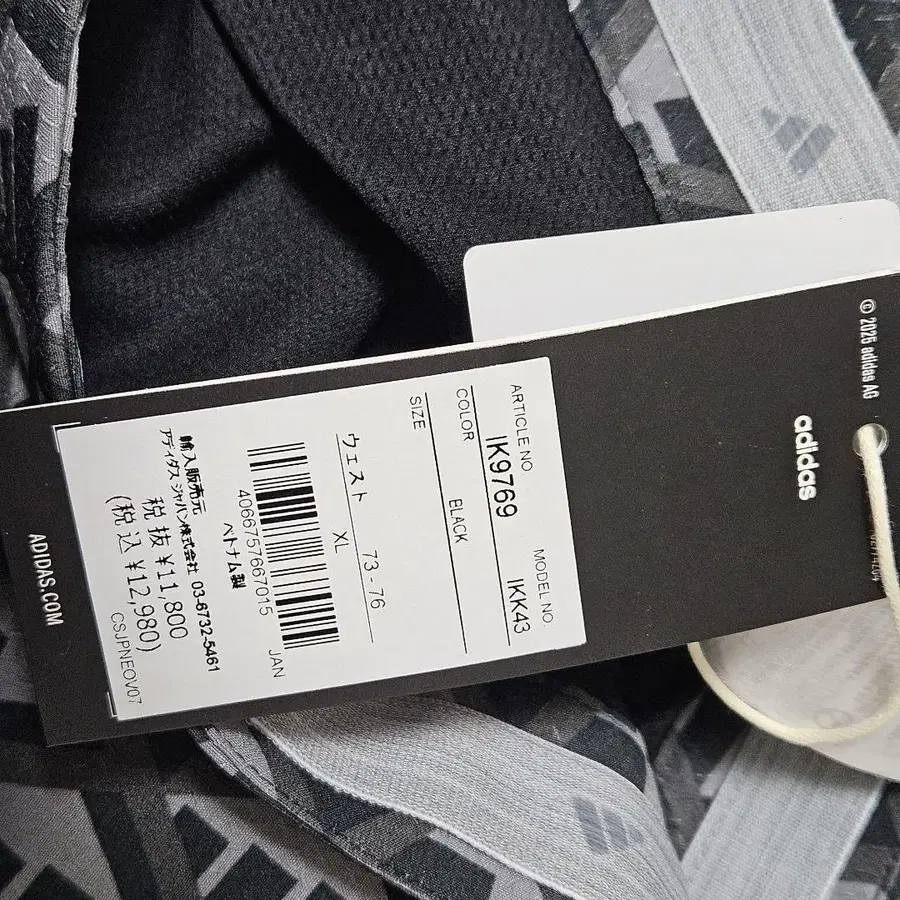 © 2025 adidas AG
adidas
ARTICLE NO.
MODEL NO.
IK9769
IKK43
COLOR
BLACK
SIZE
XL
ウェスト
73-76
JAN
4066757667015
ベトナム製
輸入販売元
アディダス ジャパン株式会社 03-6732-5461
税抜 ¥11,800
(税込 ¥12,980)
CSJPNEOV07
ADIDAS.COM